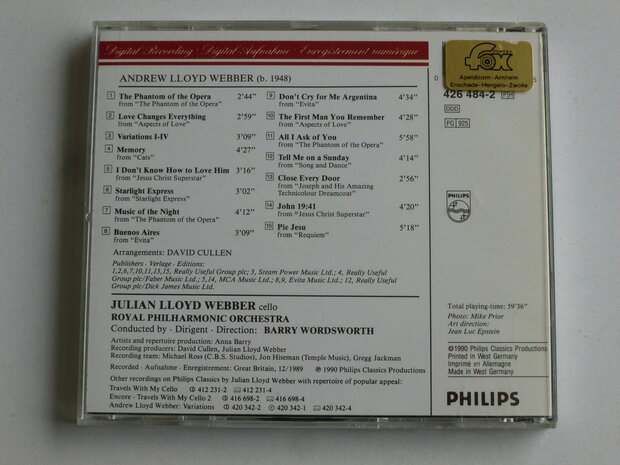 Digital Recording · Digital-Aufnahme · Enregistrement numérique
ANDREW LLOYD WEBBER (b. 1948)
1 The Phantom of the Opera 2'44''
from "The Phantom of the Opera"
2 Love Changes Everything 2'59''
from "Aspects of Love"
3 Variations I-IV 3'09''
4 Memory 4'27''
from "Cats"
5 I Don't Know How to Love Him 3'16''
from "Jesus Christ Superstar"
6 Starlight Express 3'02''
from "Starlight Express"
7 Music of the Night 4'12''
from "The Phantom of the Opera"
8 Buenos Aires 3'09''
from "Evita"
9 Don't Cry for Me Argentina 4'34''
from "Evita"
10 The First Man You Remember 4'28''
from "Aspects of Love"
11 All I Ask of You 5'58''
from "The Phantom of the Opera"
12 Tell Me on a Sunday 4'14''
from "Song and Dance"
13 Close Every Door 2'56''
from "Joseph and His Amazing
Technicolour Dreamcoat"
14 John 19:41 4'20''
from "Jesus Christ Superstar"
15 Pie Jesu 5'18''
from "Requiem"
Arrangements: DAVID CULLEN
Publishers · Verlage · Editions:
1,2,6,7,10,11,13,15, Really Useful Group plc; 3, Steam Power Music Ltd.; 4, Really Useful
Group plc/Faber Music Ltd.; 5,14, MCA Music Ltd.; 8,9, Evita Music Ltd.; 12, Really Useful
Group plc/Dick James Music Ltd.
JULIAN LLOYD WEBBER cello
ROYAL PHILHARMONIC ORCHESTRA
Conducted by · Dirigent · Direction: BARRY WORDSWORTH
Artists and repertoire production: Anna Barry
Recording producers: David Cullen, Julian Lloyd Webber
Recording team: Michael Ross (C.B.S. Studios), Jon Hiseman (Temple Music), Gregg Jackman
Recorded · Aufnahme · Enregistrement: Great Britain, 12/1989 ℗ 1990 Philips Classics Productions
Other recordings on Philips Classics by Julian Lloyd Webber with repertoire of popular appeal:
Travels With My Cello 412 231-2 412 231-4
Encore - Travels With My Cello 2 416 698-2 416 698-4
Andrew Lloyd Webber: Variations 420 342-2 420 342-1 420 342-4
fox
Apeldoorn-Arnhem
Enschede-Hengelo-Zwolle
0
5
426 484-2 PH
DDD
PG 925
PHILIPS
Total playing-time: 59'36''
Photo: Mike Prior
Art direction:
Jean Luc Epstein
©1990 Philips Classics Productions
Printed in West Germany
Imprimé en Allemagne
Made in West Germany
PHILIPS